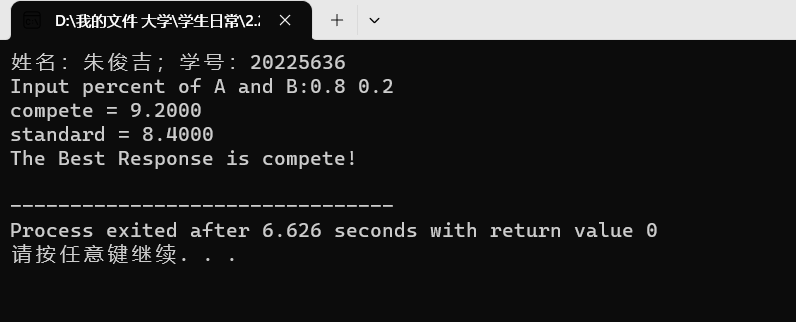 D:\我的文件 大学\学生日常\2.2
姓名：朱俊吉；学号：20225636
Input percent of A and B:0.8 0.2
compete = 9.2000
standard = 8.4000
The Best Response is compete!
--------------------------------
Process exited after 6.626 seconds with return value 0
请按任意键继续. . .